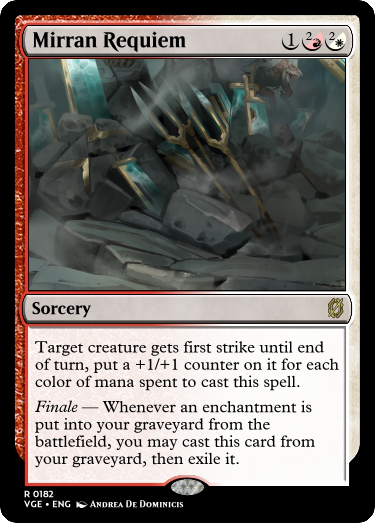 Mirran Requiem 1 2 2
Sorcery
Target creature gets first strike until end
of turn, put a +1/+1 counter on it for each
color of mana spent to cast this spell.
Finale — Whenever an enchantment is
put into your graveyard from the
battlefield, you may cast this card from
your graveyard, then exile it.
R 0182
VGE • ENG Andrea De Dominicis